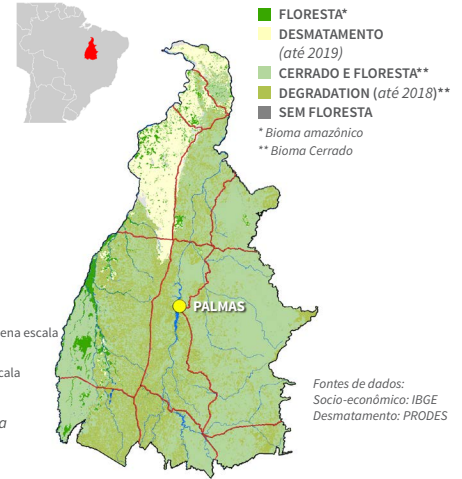 FLORESTA*
DESMATAMENTO
(até 2019)
CERRADO E FLORESTA**
DEGRADATION (até 2018)**
SEM FLORESTA
* Bioma amazônico
** Bioma Cerrado
PALMAS
ena escala
cala
a
Fontes de dados:
Socio-econômico: IBGE
Desmatamento: PRODES